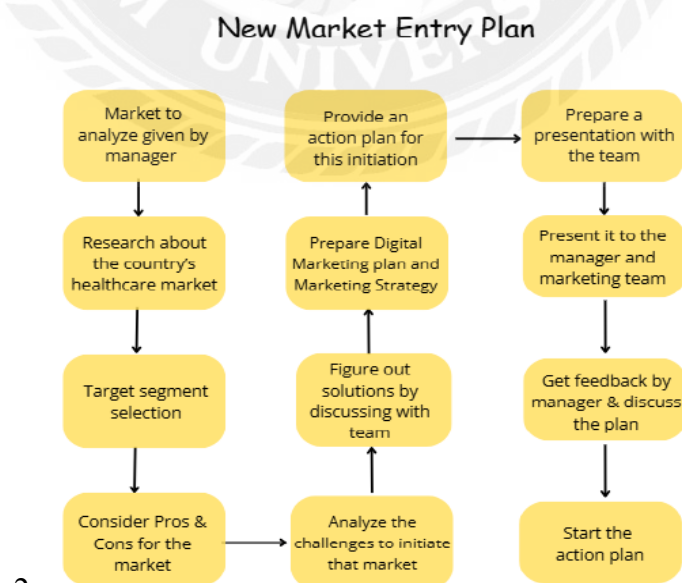 New Market Entry Plan
UNIVERS
Market to
analyze given by
manager
Research about
the country's
healthcare market
Target segment
selection
Consider Pros &
Cons for the
market
Analyze the
challenges to initiate
that market
Figure out
solutions by
discussing with
team
Prepare Digital
Marketing plan and
Marketing Strategy
Provide an
action plan for
this initiation
Prepare a
presentation with
the team
Present it to the
manager and
marketing team
Get feedback by
manager & discuss
the plan
Start the
action plan